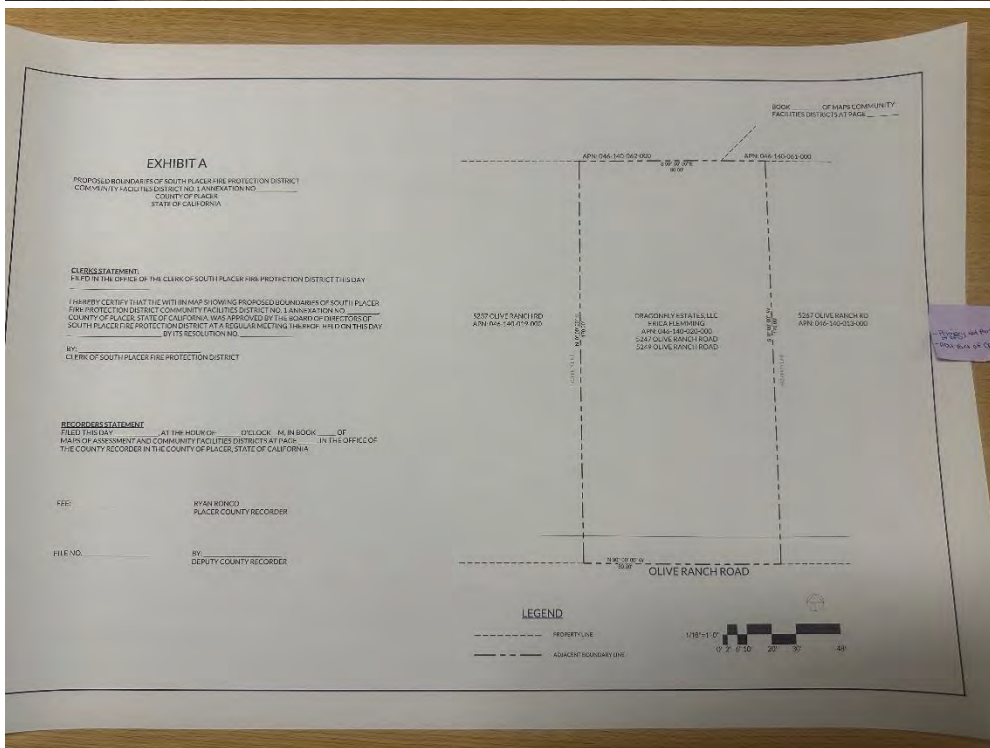 BOOK ______ OF MAPS COMMUNITY
FACILITIES DISTRICTS AT PAGE ______
EXHIBIT A
PROPOSED BOUNDARIES OF SOUTH PLACER FIRE PROTECTION DISTRICT
COMMUNITY FACILITIES DISTRICT NO. 1 ANNEXATION NO ______
COUNTY OF PLACER
STATE OF CALIFORNIA
CLERKS STATEMENT:
FILED IN THE OFFICE OF THE CLERK OF SOUTH PLACER FIRE PROTECTION DISTRICT THIS DAY
______
I HEREBY CERTIFY THAT THE WITHIN MAP SHOWING PROPOSED BOUNDARIES OF SOUTH PLACER
FIRE PROTECTION DISTRICT COMMUNITY FACILITIES DISTRICT NO. 1 ANNEXATION NO ______
COUNTY OF PLACER, STATE OF CALIFORNIA, WAS APPROVED BY THE BOARD OF DIRECTORS OF
SOUTH PLACER FIRE PROTECTION DISTRICT AT A REGULAR MEETING THEREOF, HELD ON THIS DAY
______ BY ITS RESOLUTION NO. ______
BY: ______
CLERK OF SOUTH PLACER FIRE PROTECTION DISTRICT
RECORDERS STATEMENT
FILED THIS DAY ______, AT THE HOUR OF ______ O'CLOCK _M, IN BOOK ____ OF
MAPS OF ASSESSMENT AND COMMUNITY FACILITIES DISTRICTS AT PAGE ____, IN THE OFFICE OF
THE COUNTY RECORDER IN THE COUNTY OF PLACER, STATE OF CALIFORNIA
FEE:
RYAN RONCO
PLACER COUNTY RECORDER
FILE NO. ______
BY: ______
DEPUTY COUNTY RECORDER
APN: 046-140-062-000
APN: 046-140-061-000
5237 OLIVE RANCH RD
APN: 046-140-019-000
DRAGONFLY ESTATES, LLC
ERICA FLEMMING
APN: 046-140-020-000
5247 OLIVE RANCH ROAD
5249 OLIVE RANCH ROAD
5267 OLIVE RANCH RD
APN: 046-140-013-000
OLIVE RANCH ROAD
LEGEND
PROPERTY LINE
ADJACENT BOUNDARY LINE
1/16"=1'-0"
0' 2' 6' 10' 20' 30' 48'